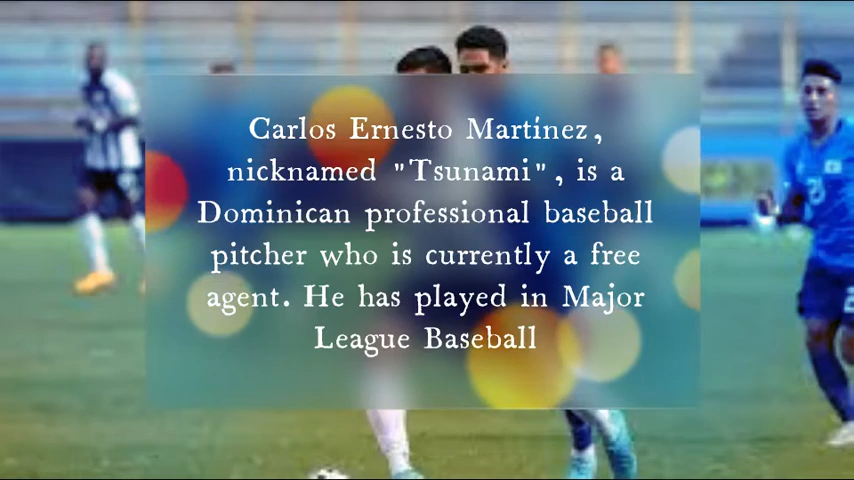 Carlos Ernesto Martínez,
nicknamed "Tsunami", is a
Dominican professional baseball
pitcher who is currently a free
agent. He has played in Major
League Baseball